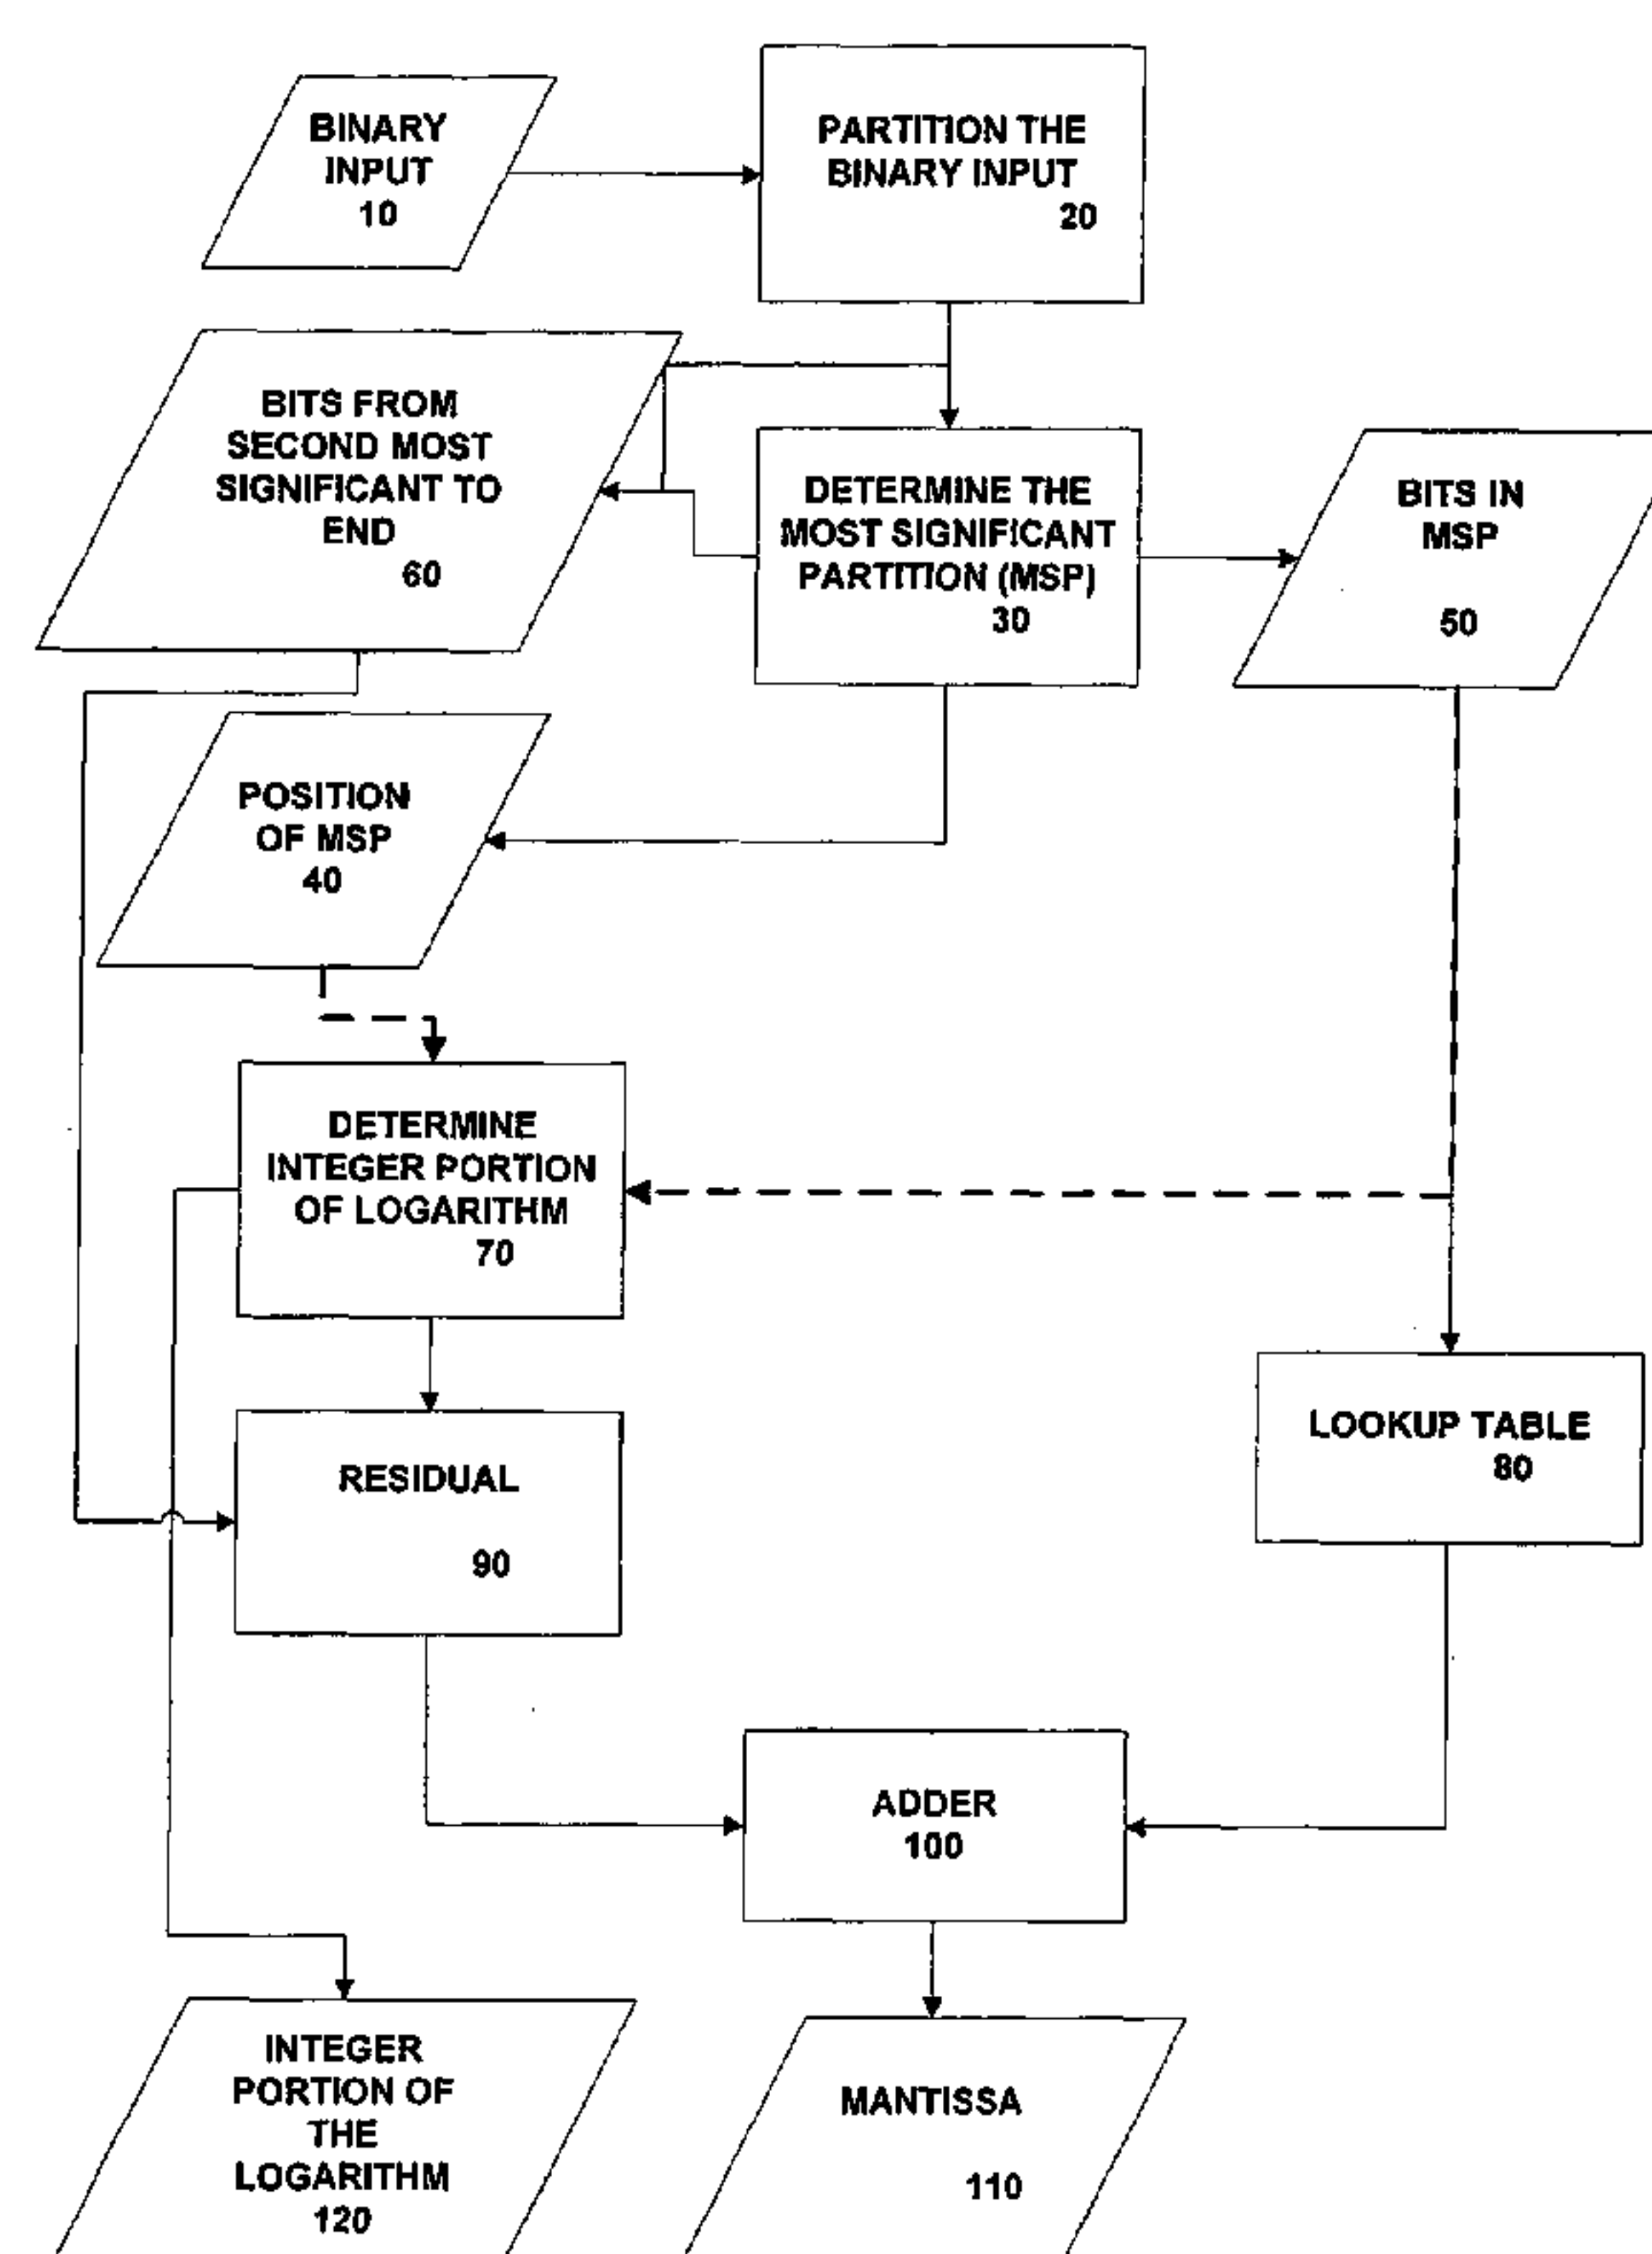 BINARY
INPUT
10
PARTITION THE
BINARY INPUT
20
BITS FROM
SECOND MOST
SIGNIFICANT TO
END
60
DETERMINE THE
MOST SIGNIFICANT
PARTITION (MSP)
30
BITS IN
MSP
50
POSITION
OF MSP
40
DETERMINE
INTEGER PORTION
OF LOGARITHM
70
LOOKUP TABLE
80
RESIDUAL
90
ADDER
100
INTEGER
PORTION OF
THE
LOGARITHM
120
MANTISSA
110